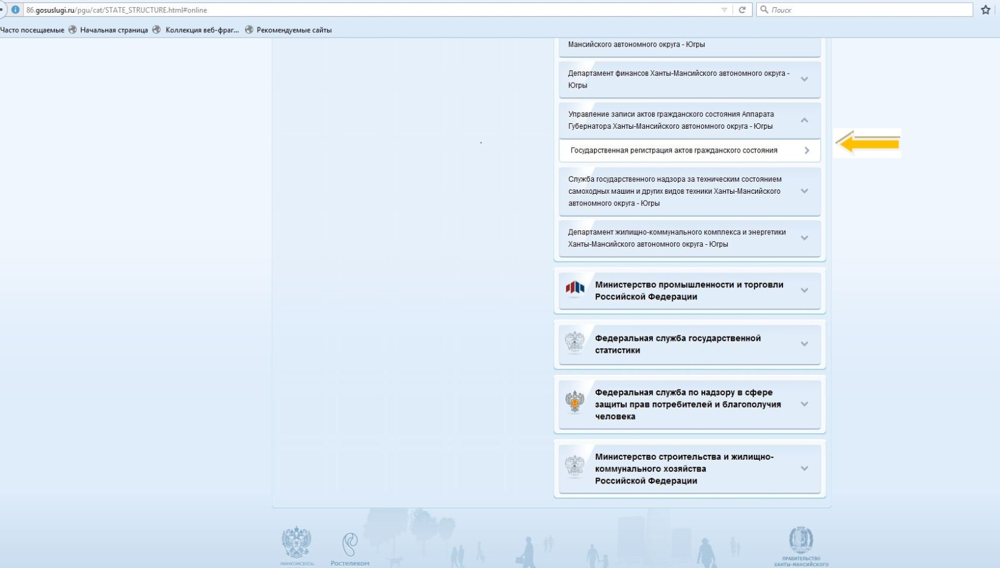 86.gosuslugi.ru/pgu/cat/STATE_STRUCTURE.html#online
Поиск
Часто посещаемые
Начальная страница
Коллекция веб-фраг...
Рекомендуемые сайты
Мансийского автономного округа - Югры
Департамент финансов Ханты-Мансийского автономного округа -
Югры
Управление записи актов гражданского состояния Аппарата
Губернатора Ханты-Мансийского автономного округа - Югры
Государственная регистрация актов гражданского состояния
Служба государственного надзора за техническим состоянием
самоходных машин и других видов техники Ханты-Мансийского
автономного округа - Югры
Департамент жилищно-коммунального комплекса и энергетики
Ханты-Мансийского автономного округа - Югры
Министерство промышленности и торговли
Российской Федерации
Федеральная служба государственной
статистики
Федеральная служба по надзору в сфере
защиты прав потребителей и благополучия
человека
Министерство строительства и жилищно-
коммунального хозяйства
Российской Федерации
МИНКОМСВЯЗЬ
Ростелеком
ПРАВИТЕЛЬСТВО
ХАНТЫ-МАНСИЙСКОГО